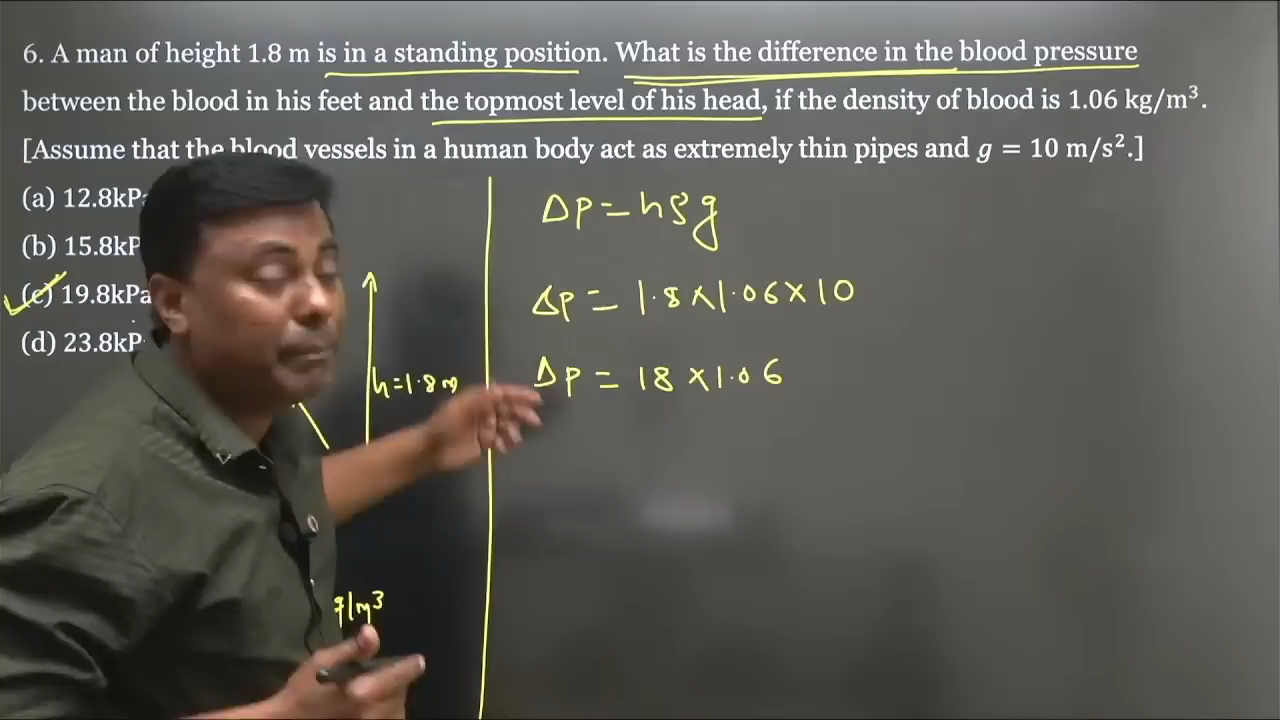 6. A man of height 1.8 m is in a standing position. What is the difference in the blood pressure
between the blood in his feet and the topmost level of his head, if the density of blood is 1.06 kg/m³.
[Assume that the blood vessels in a human body act as extremely thin pipes and g = 10 m/s².]
(a) 12.8kPa
(b) 15.8kP
(c) 19.8kPa
(d) 23.8kP
ΔP = hρg
ΔP = 1.8 × 1.06 × 10
ΔP = 18 × 1.06
h = 1.8 m
g/m³